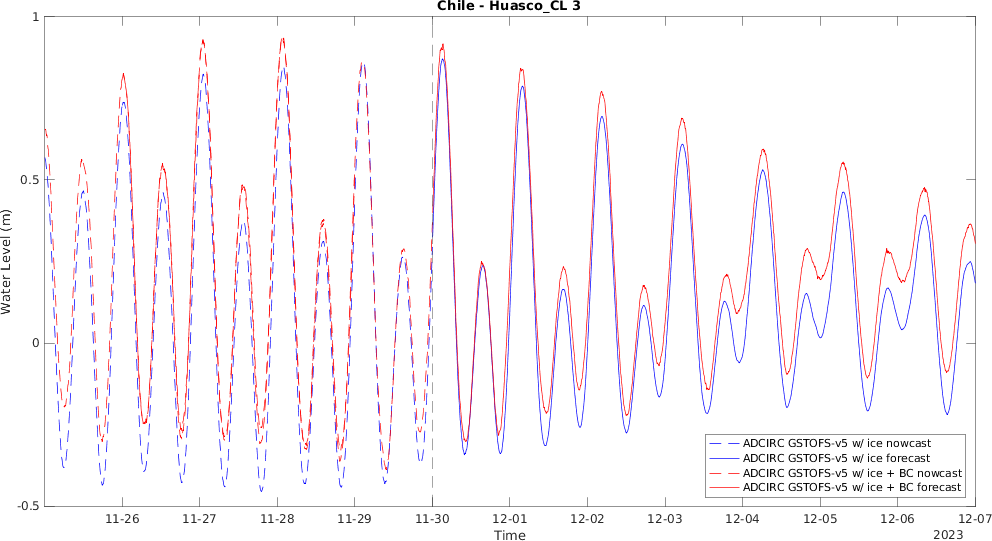 Chile - Huasco_CL 3
1
0.5
0
-0.5
Water Level (m)
ADCIRC GSTOFS-v5 w/ ice nowcast
ADCIRC GSTOFS-v5 w/ ice forecast
ADCIRC GSTOFS-v5 w/ ice + BC nowcast
ADCIRC GSTOFS-v5 w/ ice + BC forecast
11-26 11-27 11-28 11-29 11-30 12-01 12-02 12-03 12-04 12-05 12-06 12-07
Time
2023